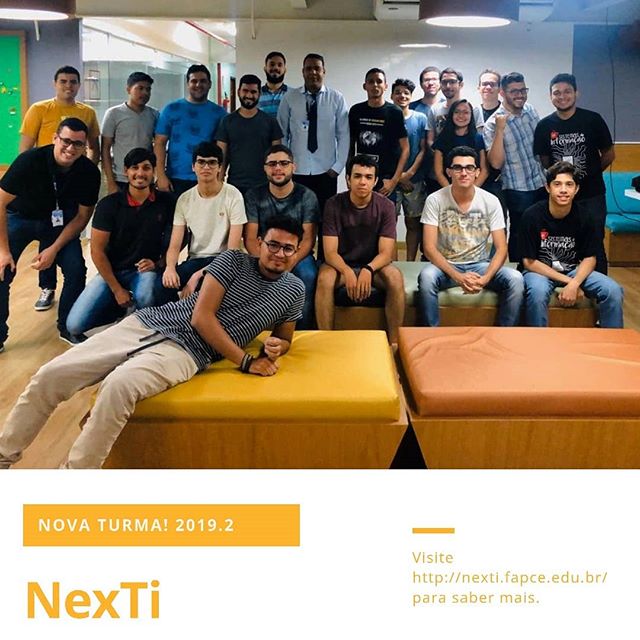 NOVA TURMA! 2019.2
NexTi
Visite
http://nexti.fapce.edu.br/
para saber mais.